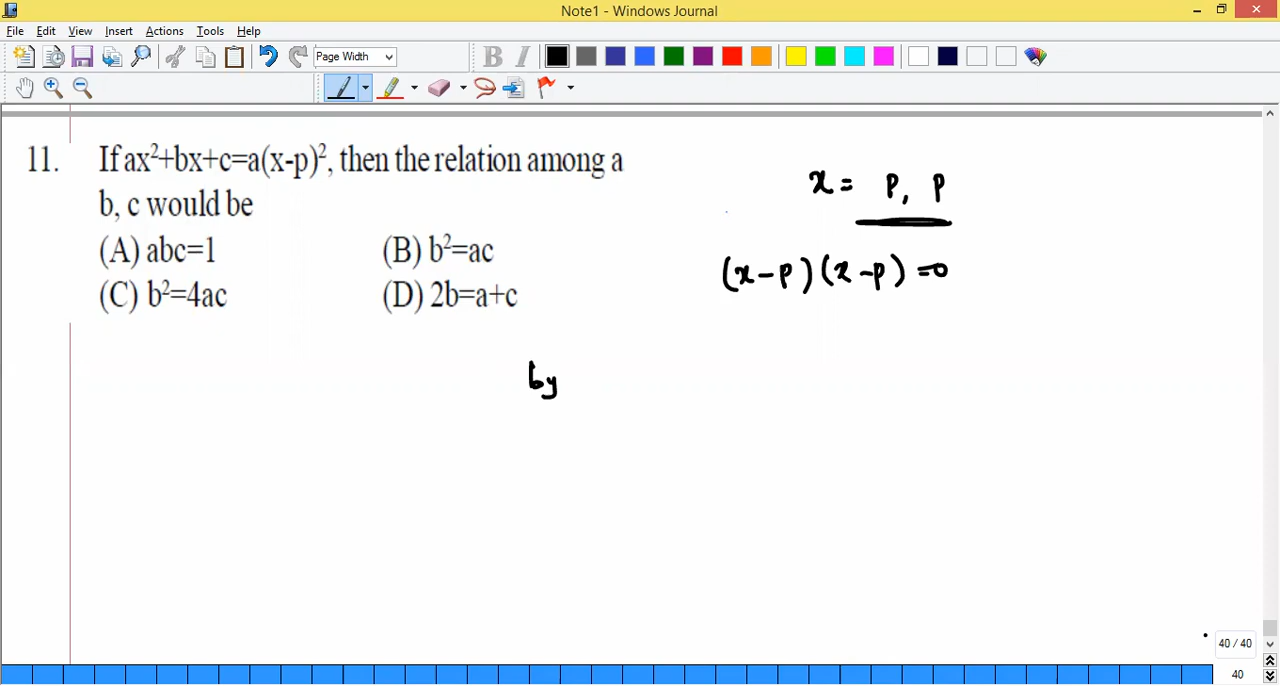 Note1 - Windows Journal
File Edit View Insert Actions Tools Help
Page Width
B I
11. If ax²+bx+c=a(x-p)², then the relation among a
b, c would be
(A) abc=1 (B) b²=ac
(C) b²=4ac (D) 2b=a+c
x = p, p
(x-p)(x-p)=0
by
40 / 40
40